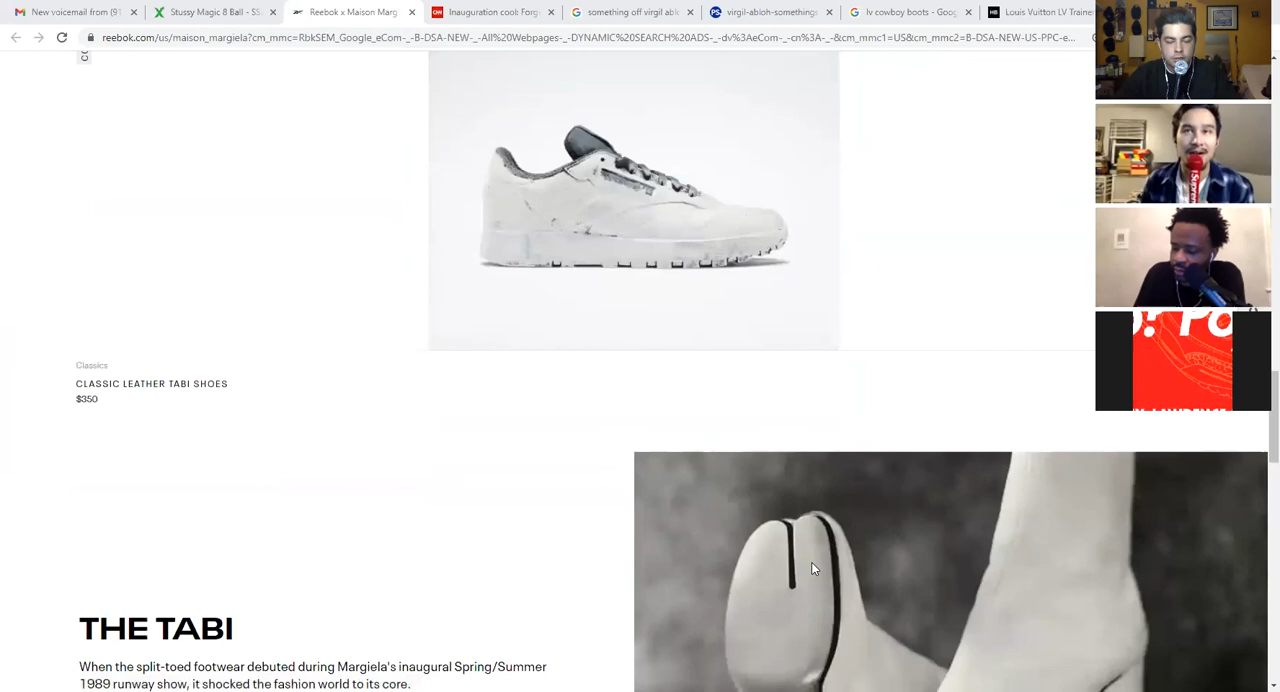 New voicemail from (91
Stussy Magic 8 Ball - SS
Reebok x Maison Marg
Inauguration cool: Forg
something off virgil abl
virgil-abloh-somethings
lv cowboy boots - Goog
Louis Vuitton LV Traine
reebok.com/us/maison_margiela?cm_mmc=RbkSEM_Google_eCom-_-B-DSA-NEW-_-All%20Webpages-_-DYNAMIC%20SEARCH%20ADS-_-dv%3AeCom-_-cn%3A-_-&cm_mmc1=US&cm_mmc2=B-DSA-NEW-US-PPC-e...
Classics
CLASSIC LEATHER TABI SHOES
$350
THE TABI
When the split-toed footwear debuted during Margiela's inaugural Spring/Summer
1989 runway show, it shocked the fashion world to its core.